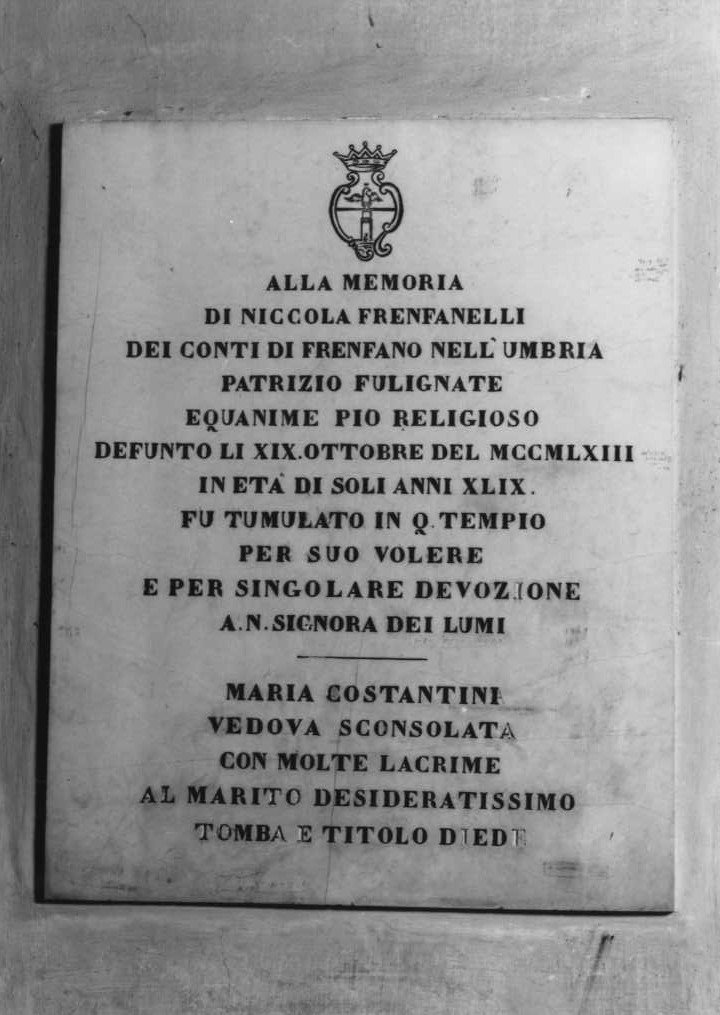 ALLA MEMORIA
DI NICCOLA FRENFANELLI
DEI CONTI DI FRENFANO NELL' UMBRIA
PATRIZIO FULIGNATE
EQUANIME PIO RELIGIOSO
DEFUNTO LI XIX.OTTOBRE DEL MCCMLXIII
IN ETA' DI SOLI ANNI XLIX.
FU TUMULATO IN Q.TEMPIO
PER SUO VOLERE
E PER SINGOLARE DEVOZIONE
A.N.SIGNORA DEI LUMI
MARIA COSTANTINI
VEDOVA SCONSOLATA
CON MOLTE LACRIME
AL MARITO DESIDERATISSIMO
TOMBA E TITOLO DIEDE